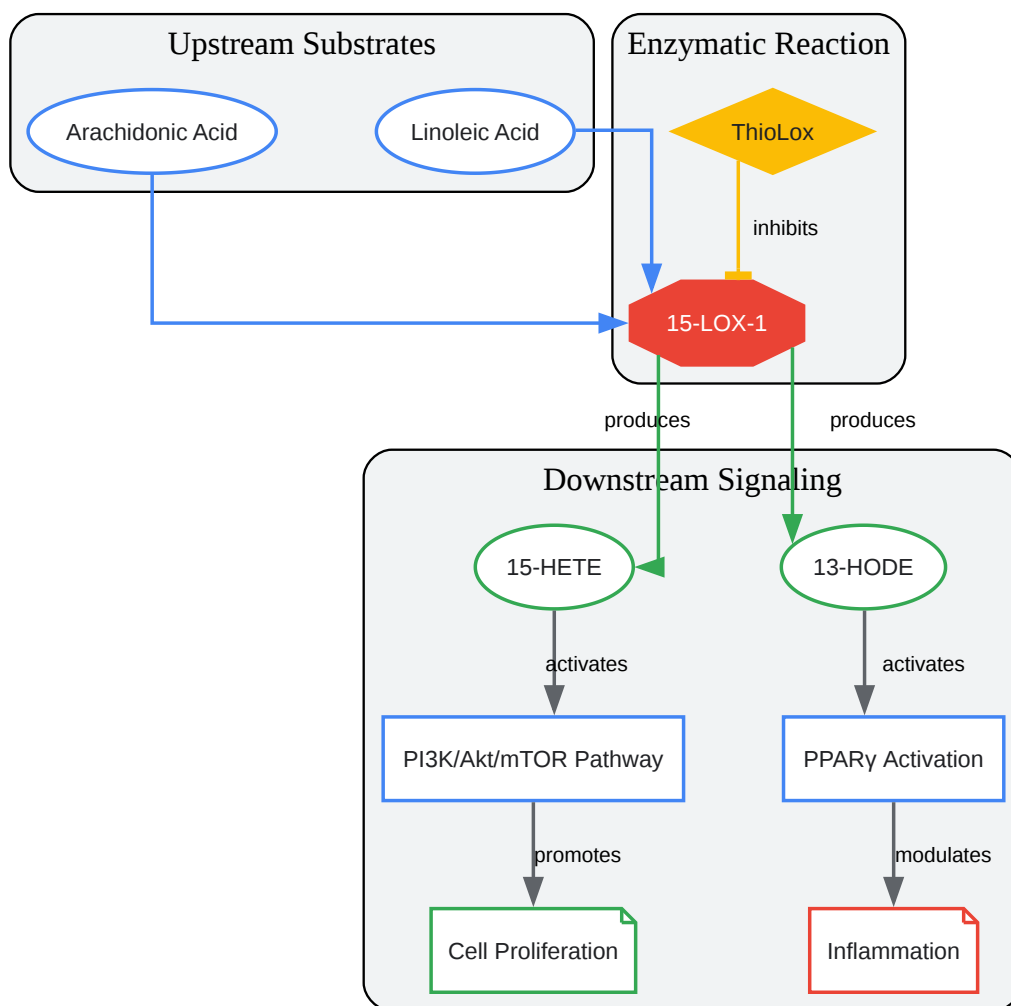 Upstream Substrates
Enzymatic Reaction
Arachidonic Acid
Linoleic Acid
ThioLox
inhibits
15-LOX-1
produces
produces
Downstream Signaling
15-HETE
13-HODE
activates
activates
PI3K/Akt/mTOR Pathway
PPARγ Activation
promotes
modulates
Cell Proliferation
Inflammation